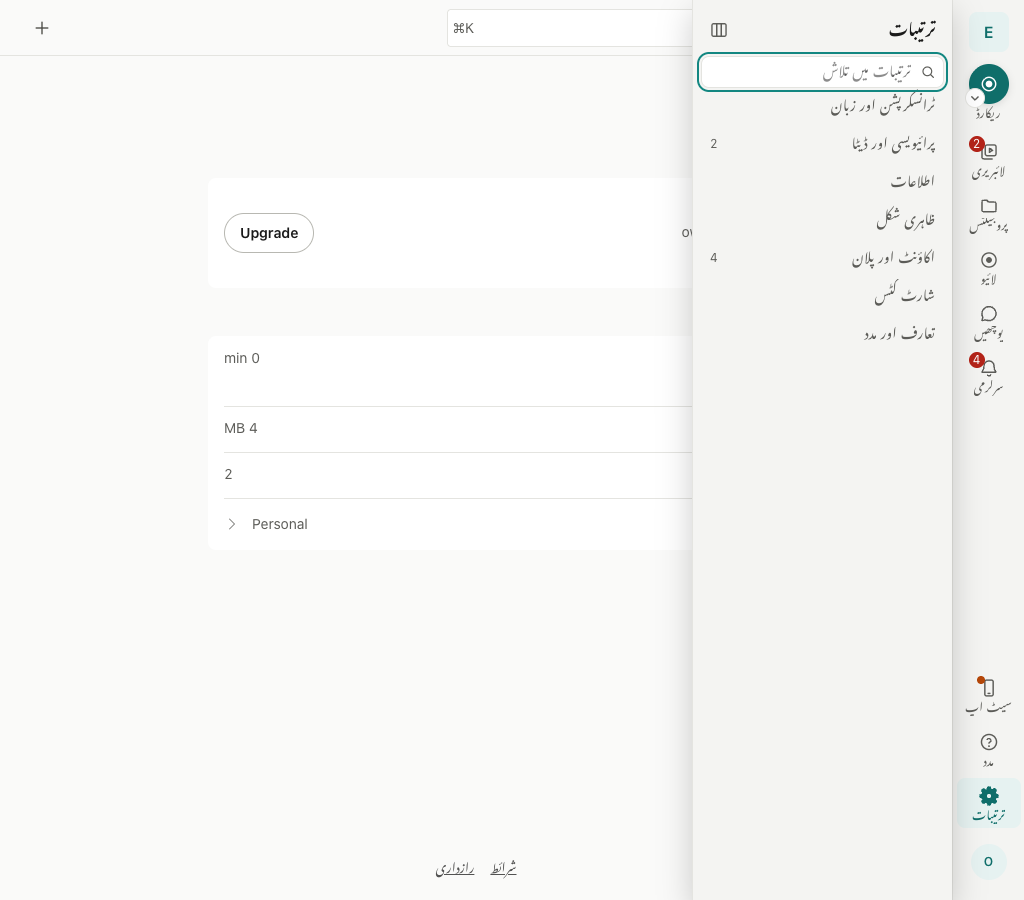 E
ریکارڈ
2
لائبریری
پروجیکٹس
لائیو
پوچھیں
4
سرگرمی
سیٹ اپ
مدد
ترتیبات
O
ترتیبات
ترتیبات میں تلاش
ٹرانسکرپشن اور زبان
پرائیویسی اور ڈیٹا 2
اطلاعات
ظاہری شکل
اکاؤنٹ اور پلان 4
شارٹ کٹس
تعارف اور مدد
⌘K
Upgrade
min 0
MB 4
2
Personal
شرائط رازداری